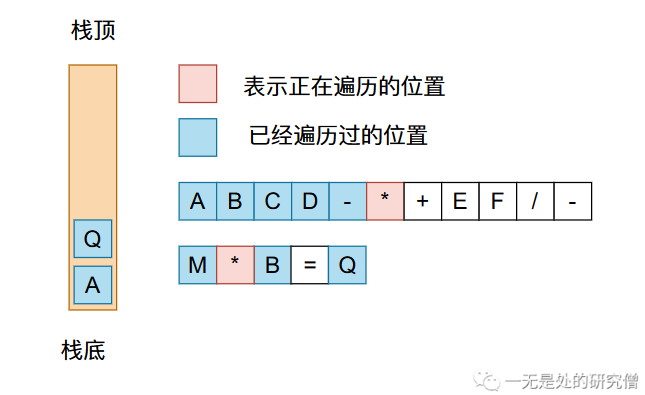 栈顶
表示正在遍历的位置
已经遍历过的位置
A B C D - * + E F / -
Q
M * B = Q
A
栈底
一无是处的研究僧